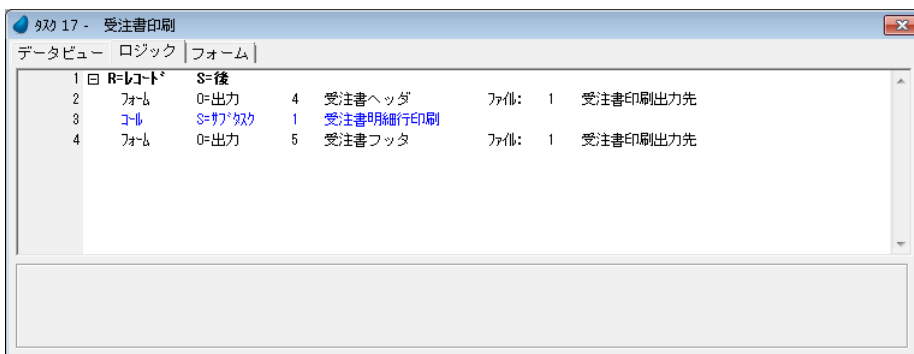 ﾀｽｸ 17 - 受注書印刷
データビュー ロジック フォーム
1 R=ﾚｺｰﾄﾞ S=後
2 ﾌｫｰﾑ O=出力 4 受注書ヘッダ ﾌｧｲﾙ: 1 受注書印刷出力先
3 ｺｰﾙ S=ｻﾌﾞﾀｽｸ 1 受注書明細行印刷
4 ﾌｫｰﾑ O=出力 5 受注書フッタ ﾌｧｲﾙ: 1 受注書印刷出力先